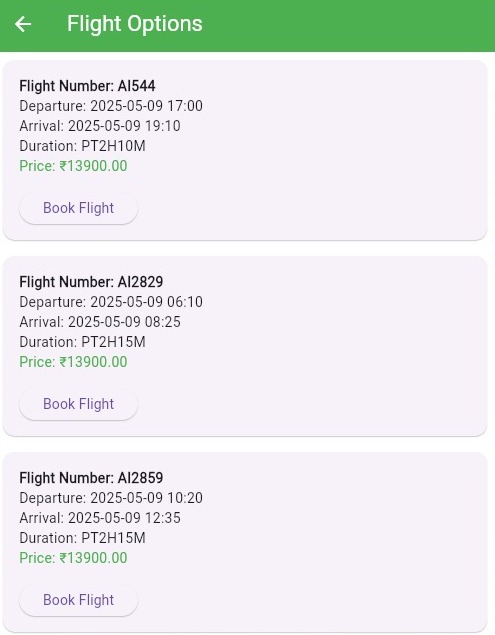 Flight Options
Flight Number: AI544
Departure: 2025-05-09 17:00
Arrival: 2025-05-09 19:10
Duration: PT2H10M
Price: ₹13900.00
Book Flight
Flight Number: AI2829
Departure: 2025-05-09 06:10
Arrival: 2025-05-09 08:25
Duration: PT2H15M
Price: ₹13900.00
Book Flight
Flight Number: AI2859
Departure: 2025-05-09 10:20
Arrival: 2025-05-09 12:35
Duration: PT2H15M
Price: ₹13900.00
Book Flight